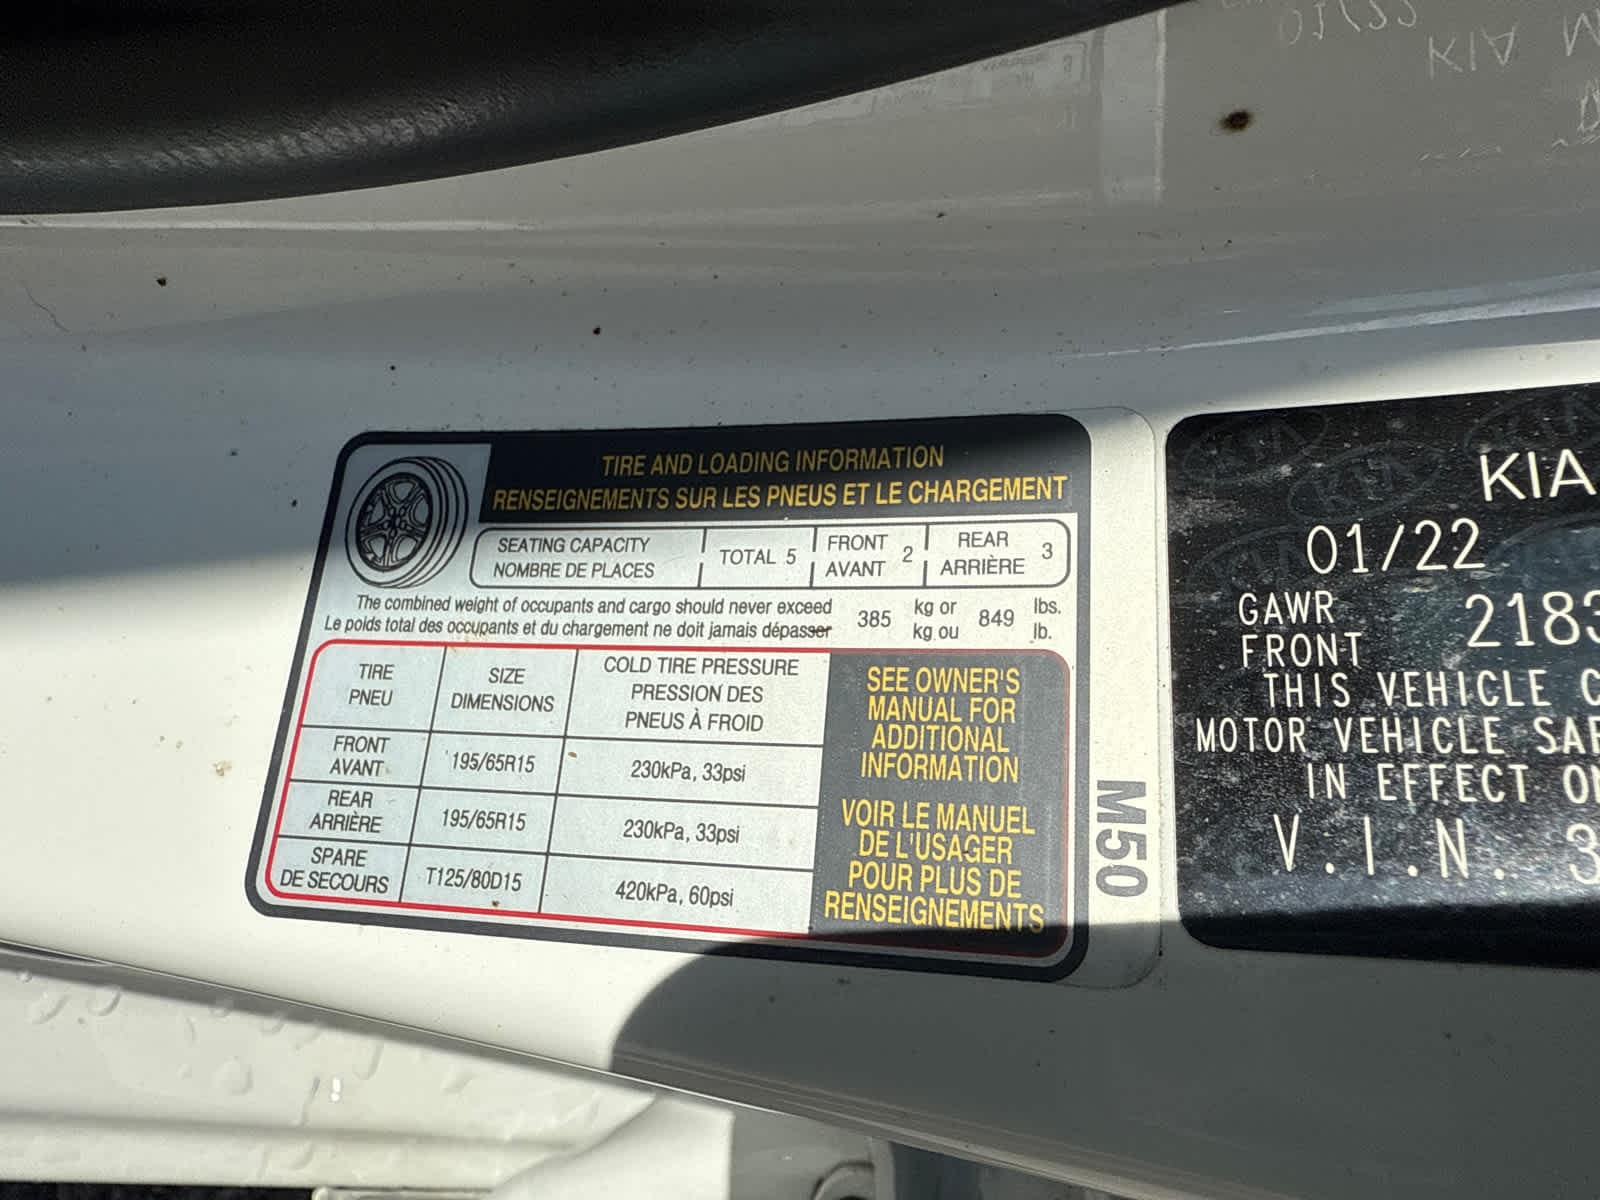 TIRE AND LOADING INFORMATION
RENSEIGNEMENTS SUR LES PNEUS ET LE CHARGEMENT
SEATING CAPACITY
NOMBRE DE PLACES
TOTAL 5
FRONT
AVANT 2
REAR
ARRIÈRE 3
The combined weight of occupants and cargo should never exceed 385 kg or 849 lbs.
Le poids total des occupants et du chargement ne doit jamais dépasser kg ou lb.
TIRE
PNEU
SIZE
DIMENSIONS
COLD TIRE PRESSURE
PRESSION DES
PNEUS À FROID
FRONT
AVANT
195/65R15
230kPa, 33psi
REAR
ARRIÈRE
195/65R15
230kPa, 33psi
SPARE
DE SECOURS
T125/80D15
420kPa, 60psi
SEE OWNER'S
MANUAL FOR
ADDITIONAL
INFORMATION
VOIR LE MANUEL
DE L'USAGER
POUR PLUS DE
RENSEIGNEMENTS
M50
KIA
01/22
GAWR
FRONT 2183
THIS VEHICLE C
MOTOR VEHICLE SAF
IN EFFECT ON
V.I.N. 3